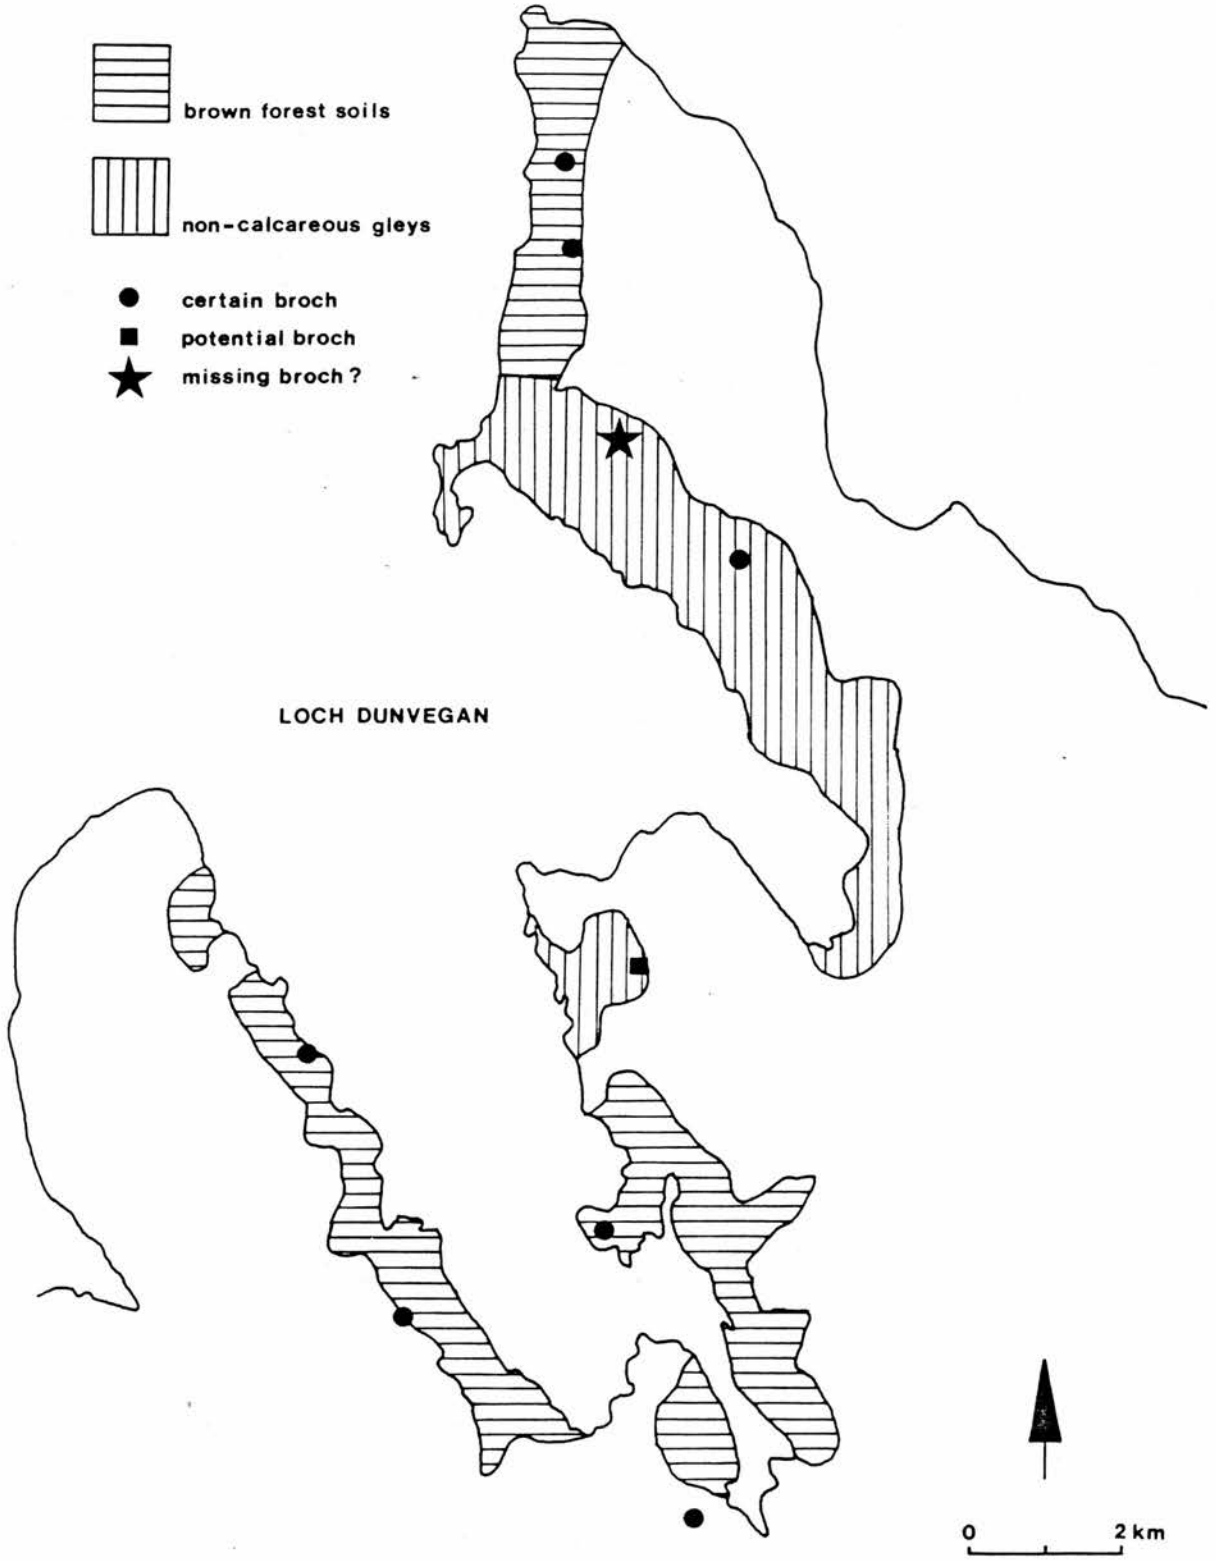 brown forest soils
non-calcareous gleys
certain broch
potential broch
missing broch?
LOCH DUNVEGAN
0 2 km